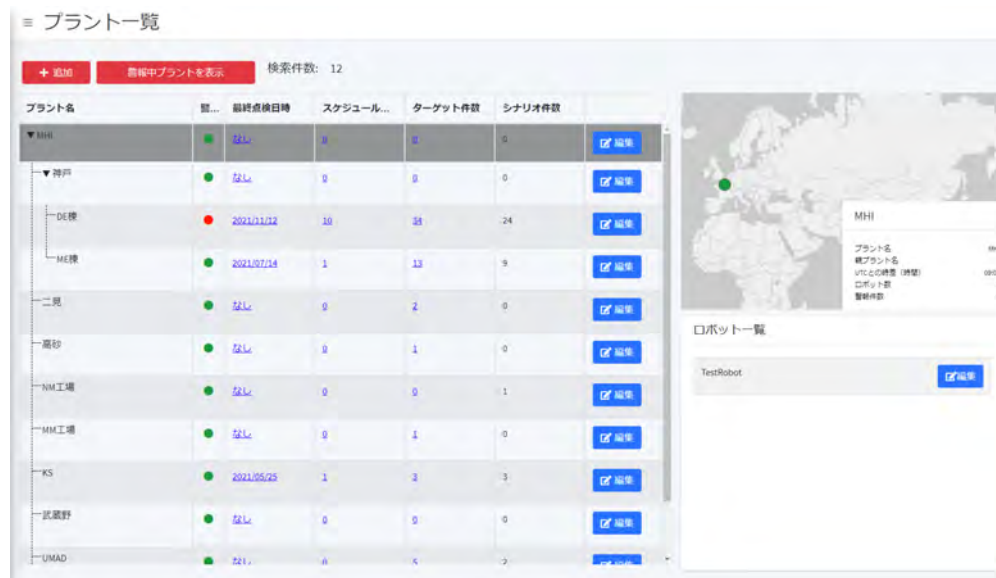 ≡ プラント一覧
+ 追加 警報中プラントを表示 検索件数: 12
プラント名 警... 最終点検日時 スケジュール... ターゲット件数 シナリオ件数
▼ MHI なし 0 0 0 編集
▼ 神戸 なし 0 0 0 編集
DE棟 2021/11/12 10 34 24 編集
ME棟 2021/07/14 1 13 9 編集
二見 なし 0 2 0 編集
高砂 なし 0 1 0 編集
NM工場 なし 0 0 1 編集
MM工場 なし 0 1 0 編集
KS 2021/05/25 1 3 3 編集
武蔵野 なし 0 0 0 編集
UMAD なし 0 5 2 編集
MHI
プラント名
親プラント名
UTCとの時差（時間）
ロボット数
警報件数
ロボット一覧
TestRobot 編集